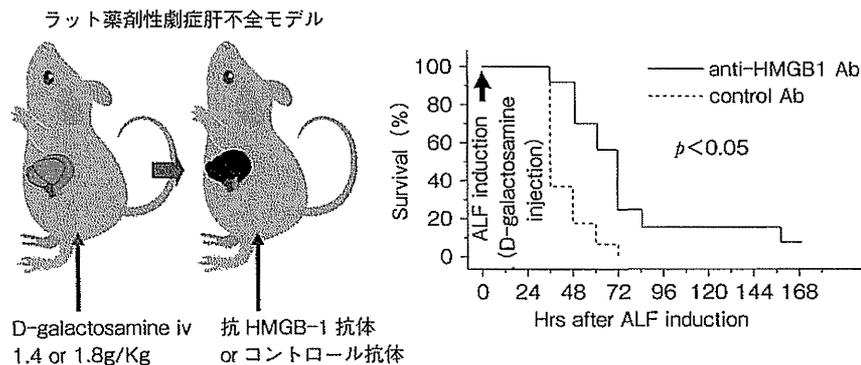 ラット薬剤性劇症肝不全モデル
D-galactosamine iv
1.4 or 1.8g/Kg
抗 HMGB-1 抗体
or コントロール抗体
Survival (%)
100
80
60
40
20
0
ALF induction
(D-galactosamine
injection)
anti-HMGB1 Ab
control Ab
p<0.05
0 24 48 72 96 120 144 168
Hrs after ALF induction